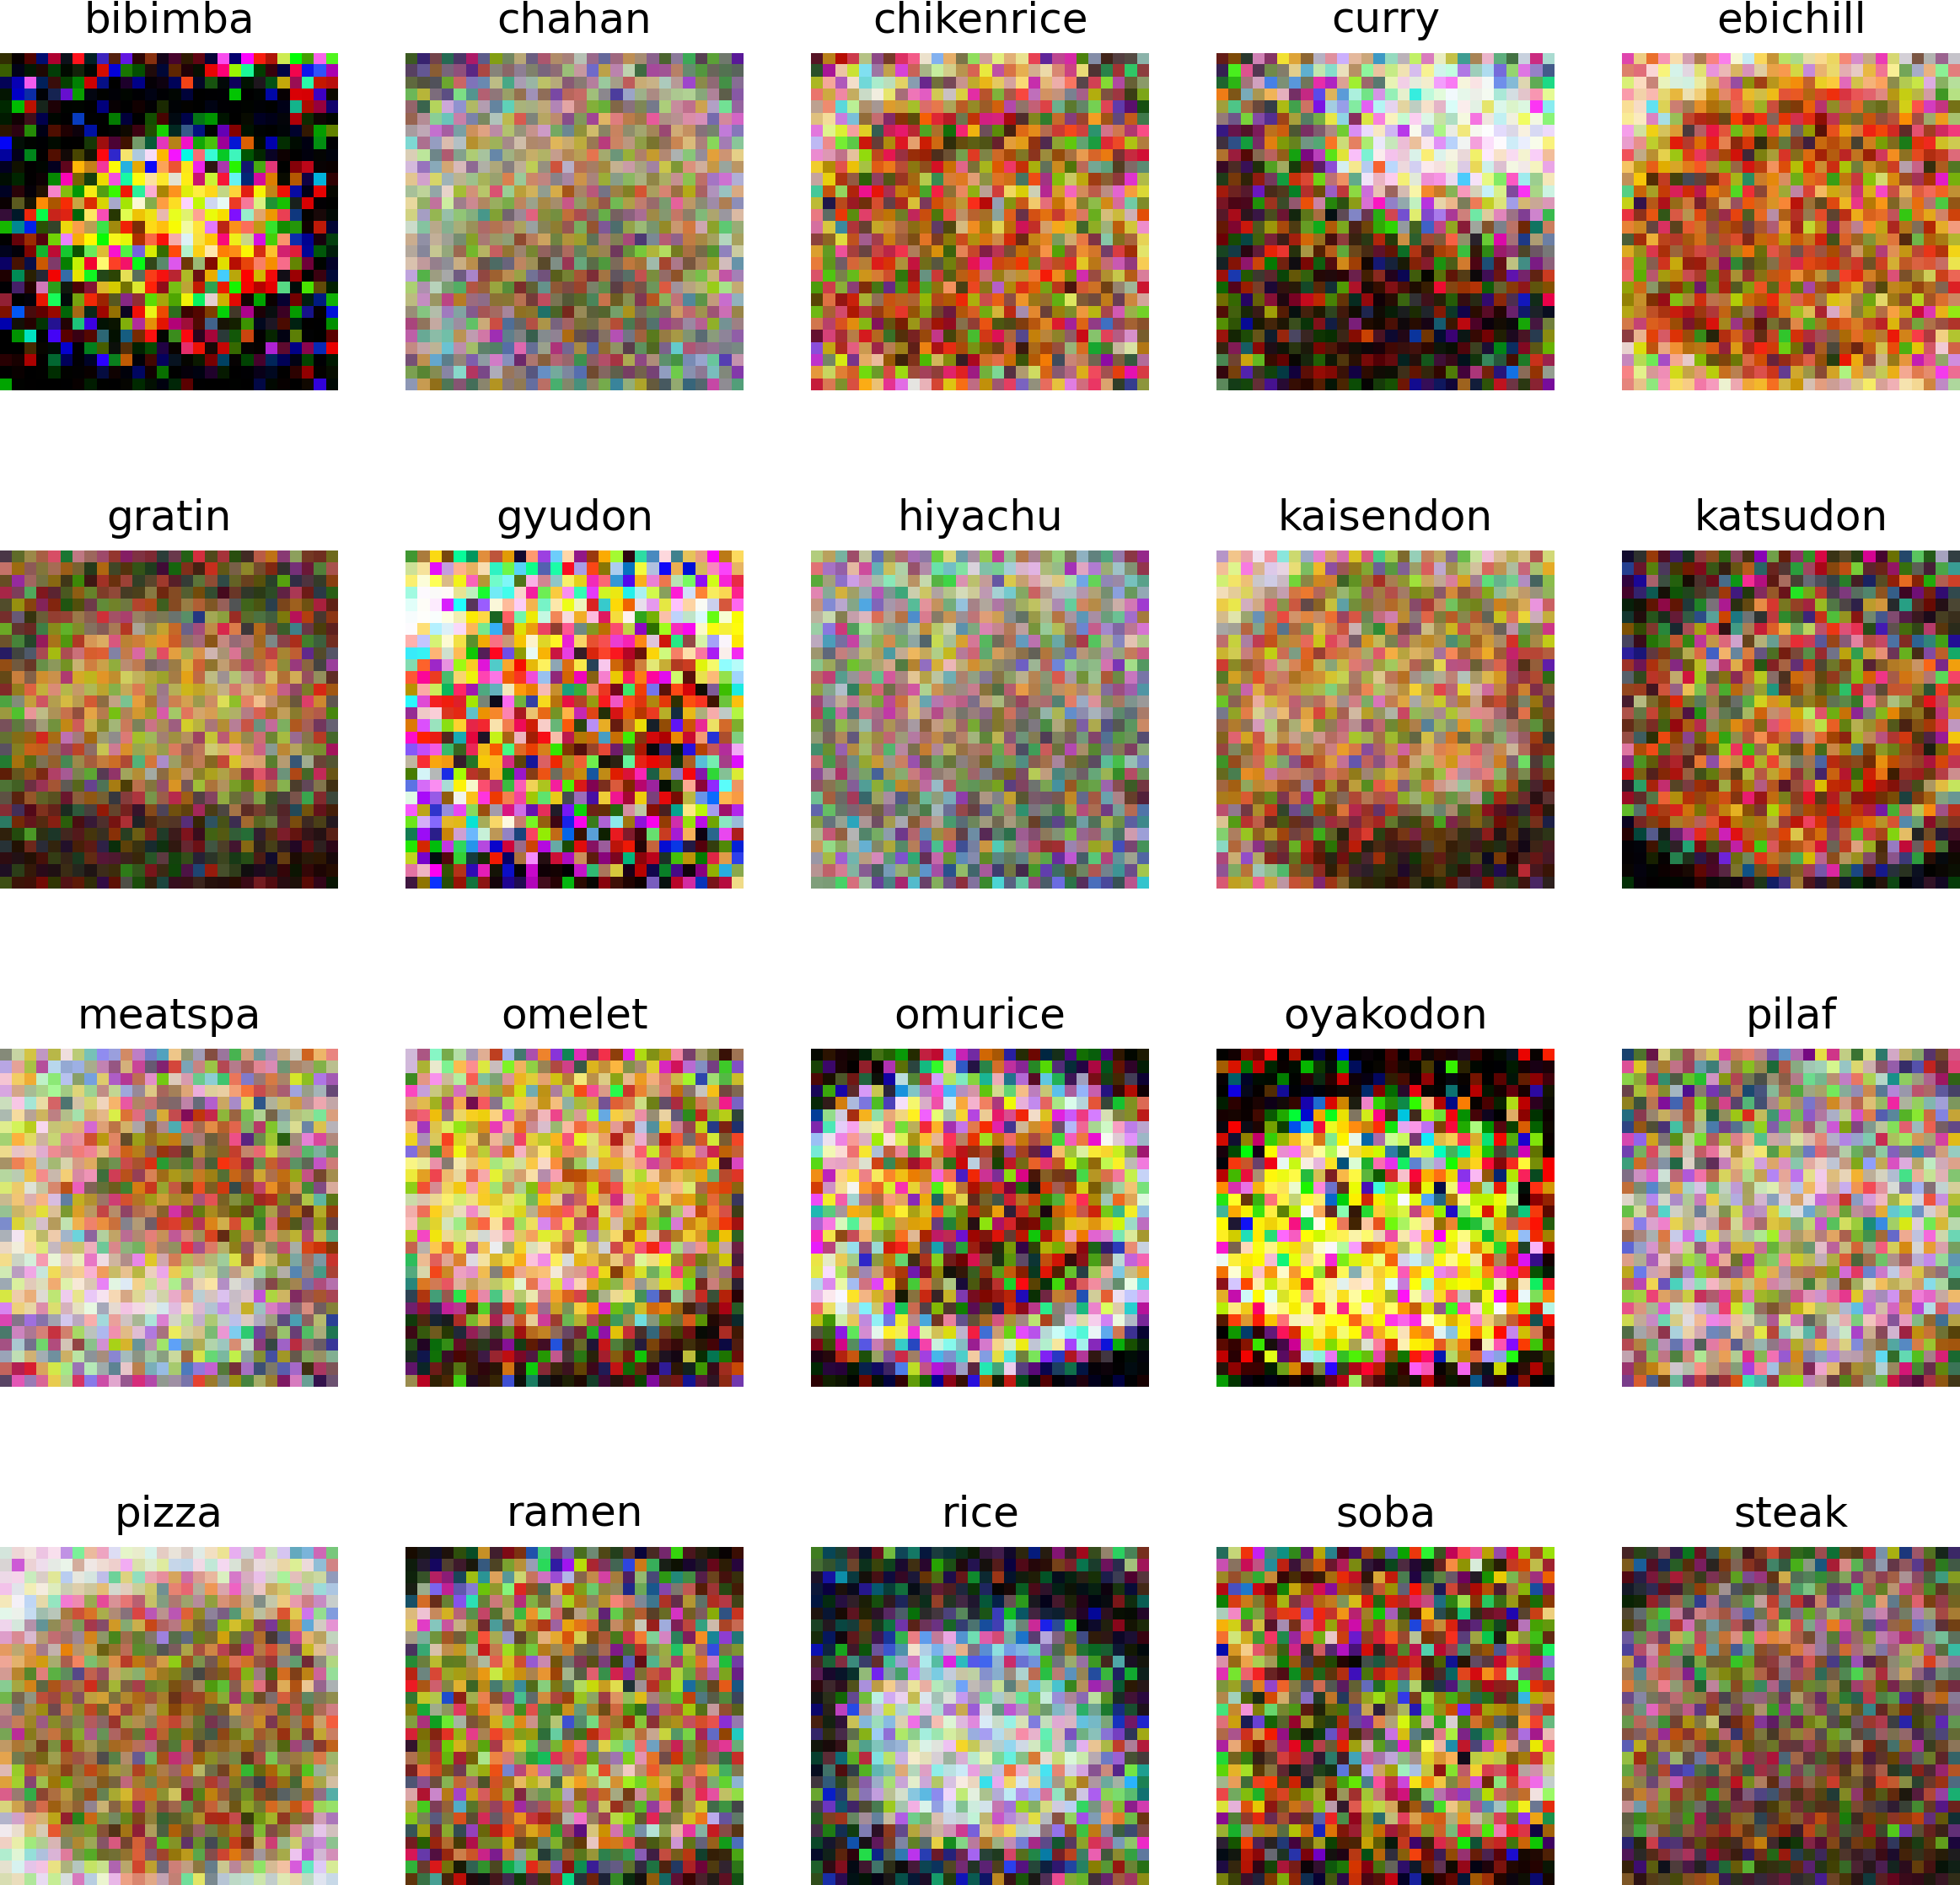 bibimba chahan chikenrice curry ebichill
gratin gyudon hiyachu kaisendon katsudon
meatspa omelet omurice oyakodon pilaf
pizza ramen rice soba steak